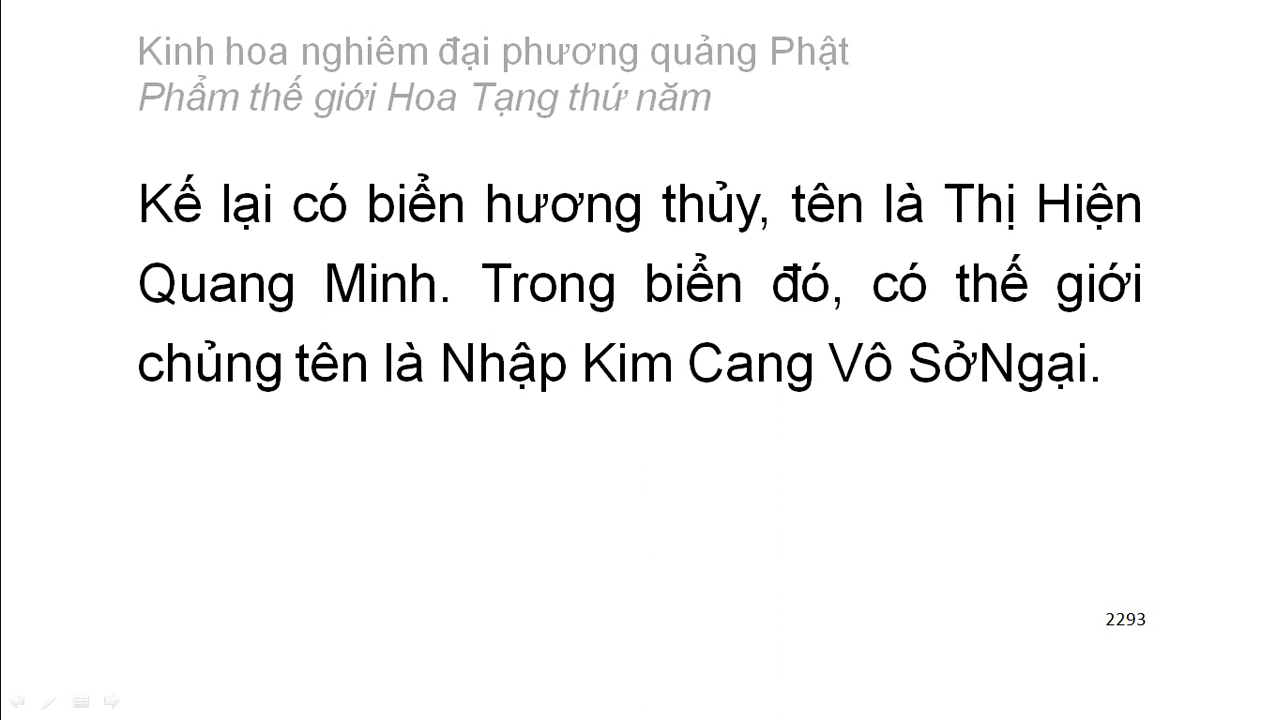 Kinh hoa nghiêm đại phương quảng Phật
Phẩm thế giới Hoa Tạng thứ năm
Kế lại có biển hương thủy, tên là Thị Hiện
Quang Minh. Trong biển đó, có thế giới
chủng tên là Nhập Kim Cang Vô SởNgại.
2293